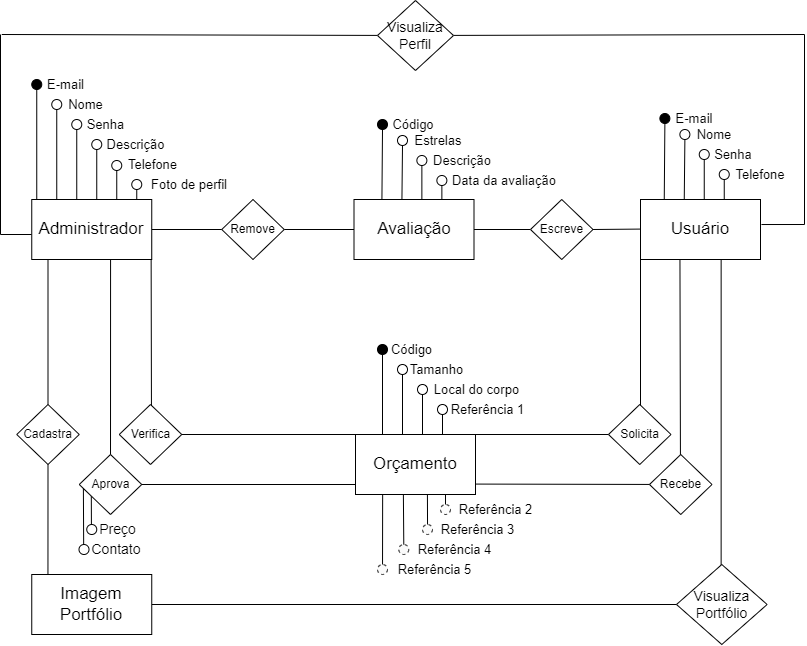 Visualiza
Perfil
E-mail
Nome
Senha
Descrição
Telefone
Foto de perfil
Código
Estrelas
Descrição
Data da avaliação
E-mail
Nome
Senha
Telefone
Administrador
Remove
Avaliação
Escreve
Usuário
Código
Tamanho
Local do corpo
Referência 1
Cadastra
Verifica
Solicita
Orçamento
Aprova
Recebe
Preço
Contato
Referência 2
Referência 3
Referência 4
Referência 5
Imagem
Portfólio
Visualiza
Portfólio